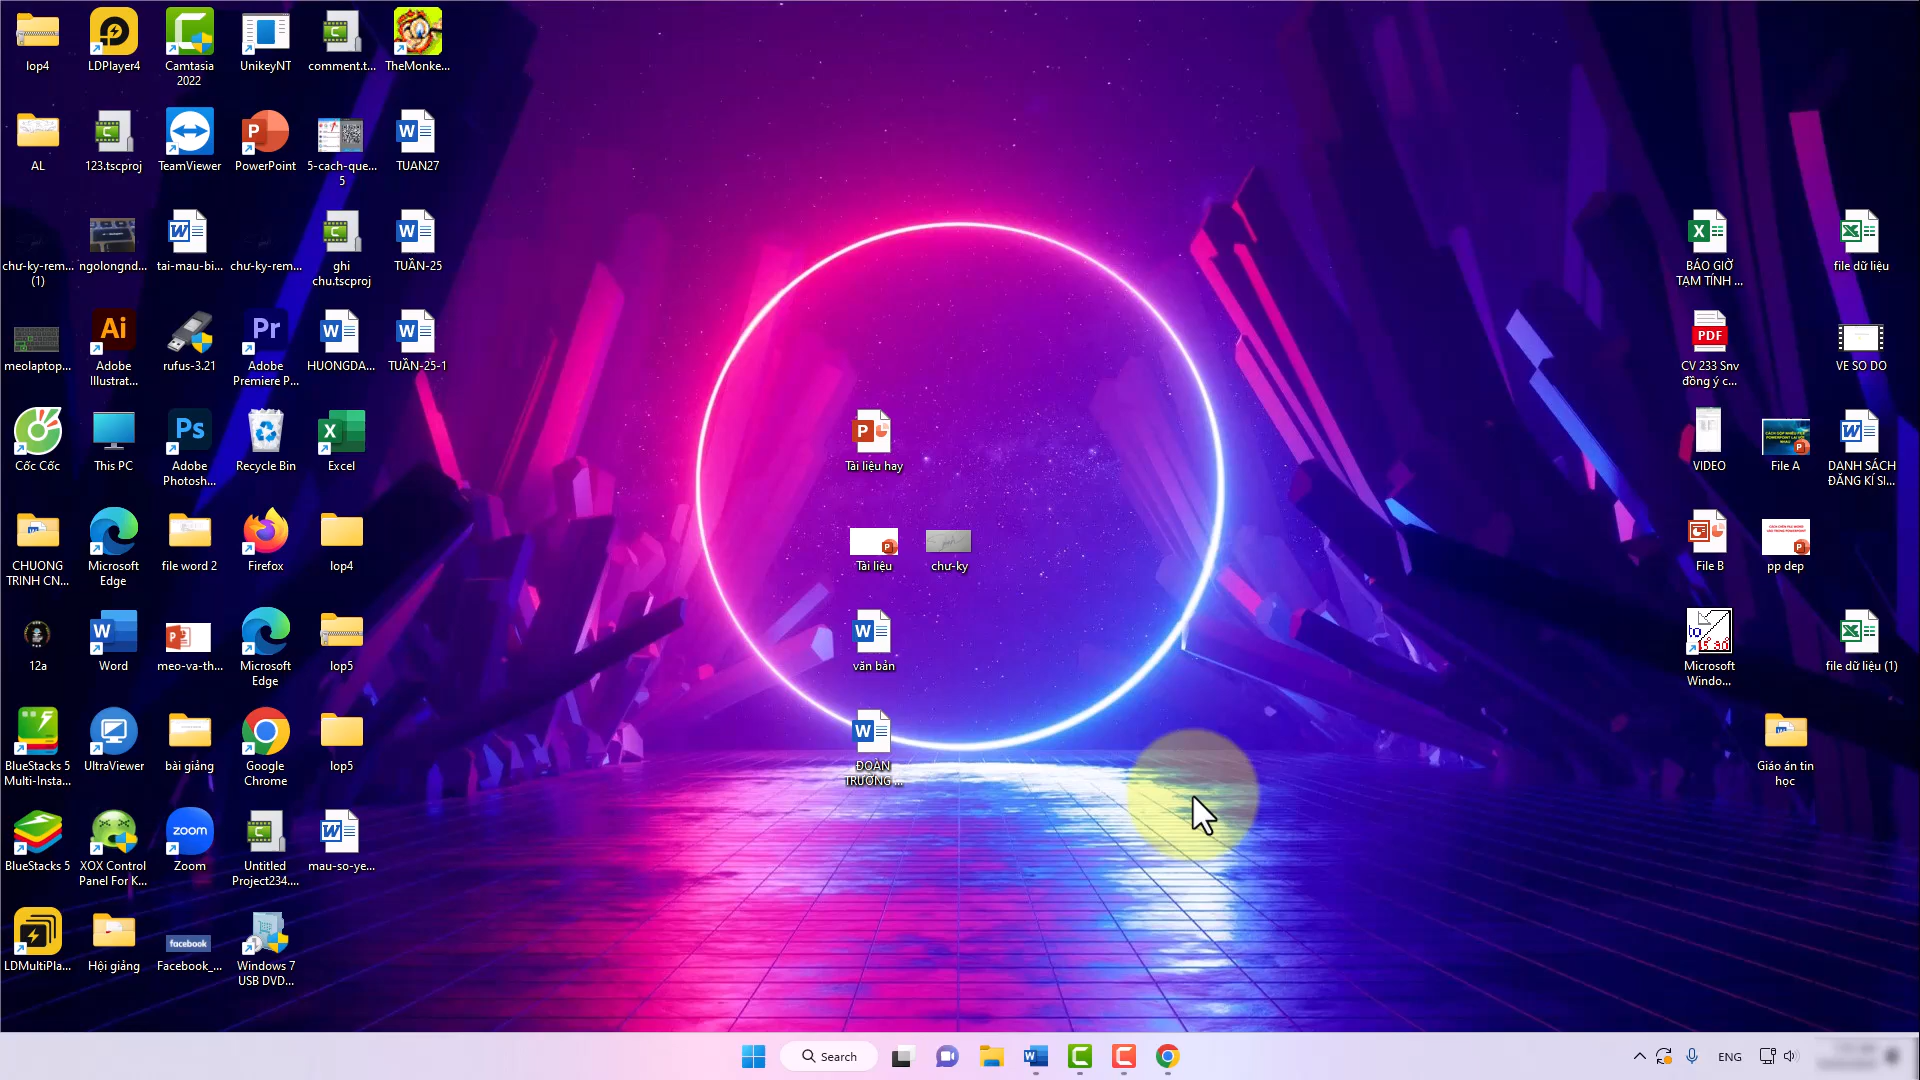 lop4
LDPlayer4
Camtasia
2022
UnikeyNT
comment.t...
TheMonke...
AL
123.tscproj
TeamViewer
PowerPoint
5-cach-que...
5
TUAN27
chư-ky-rem...
(1)
ngolongnd...
tai-mau-bi...
chư-ky-rem...
ghi
chu.tscproj
TUẦN-25
meolaptop...
Adobe
Illustrat...
rufus-3.21
Adobe
Premiere P...
HUONGDA...
TUẦN-25-1
Cốc Cốc
This PC
Adobe
Photosh...
Recycle Bin
Excel
CHUONG
TRINH CN...
Microsoft
Edge
file word 2
Firefox
lop4
12a
Word
meo-va-th...
Microsoft
Edge
lop5
BlueStacks 5
Multi-Insta...
UltraViewer
bài giảng
Google
Chrome
lop5
BlueStacks 5
XOX Control
Panel For K...
zoom
Zoom
Untitled
Project234....
mau-so-ye...
LDMultiPla...
Hội giảng
facebook
Facebook_...
Windows 7
USB DVD...
Tài liệu hay
Tài liệu
chư-ky
văn bản
ĐOÀN
TRƯỜNG ...
BÁO GIỜ
TẠM TÍNH ...
file dữ liệu
PDF
CV 233 Snv
đồng ý c...
VE SO DO
VIDEO
File A
DANH SÁCH
ĐĂNG KÍ SI...
File B
pp dep
Microsoft
Windo...
file dữ liệu (1)
Giáo án tin
học
Search
ENG